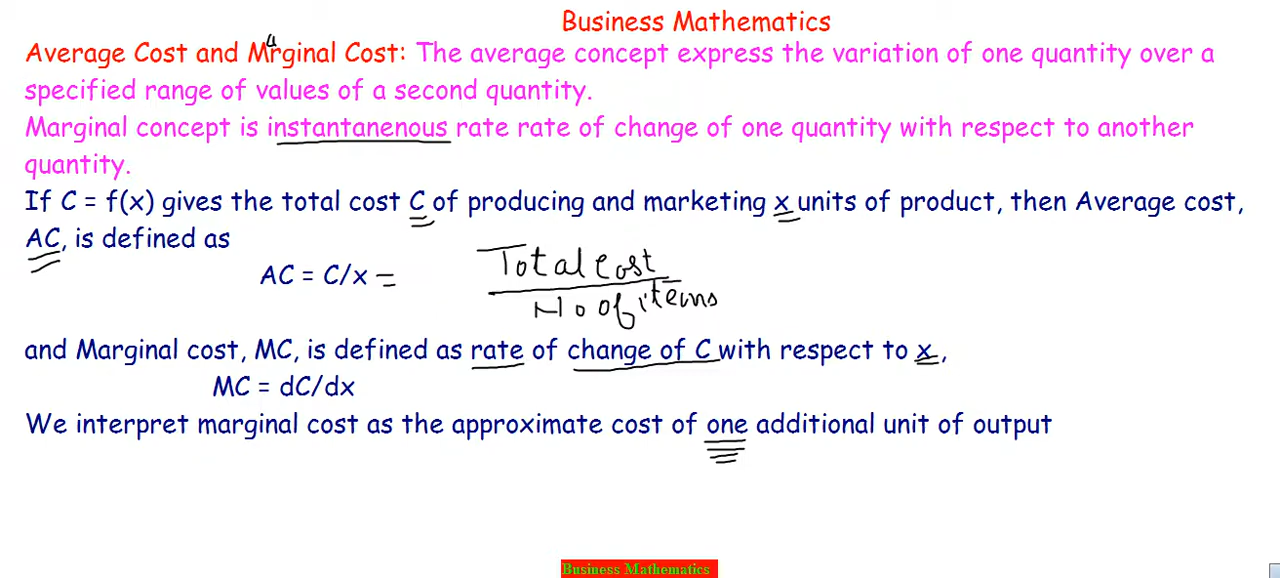 Business Mathematics
Average Cost and Marginal Cost: The average concept express the variation of one quantity over a
specified range of values of a second quantity.
Marginal concept is instantanenous rate rate of change of one quantity with respect to another
quantity.
If C = f(x) gives the total cost C of producing and marketing x units of product, then Average cost,
AC, is defined as
AC = C/x = Total Cost
No of items
and Marginal cost, MC, is defined as rate of change of C with respect to x,
MC = dC/dx
We interpret marginal cost as the approximate cost of one additional unit of output
Business Mathematics